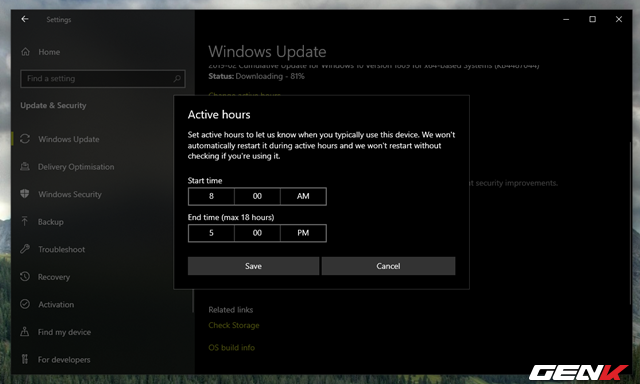 Settings
Home
Find a setting
Update & Security
Windows Update
Delivery Optimisation
Windows Security
Backup
Troubleshoot
Recovery
Activation
Find my device
For developers
Windows Update
2019-02 Cumulative Update for Windows 10 Version 1809 for x64-based Systems (KB4487044)
Status: Downloading - 81%
Change active hours
Active hours
Set active hours to let us know when you typically use this device. We won't
automatically restart it during active hours and we won't restart without
checking if you're using it.
Start time
8 00 AM
End time (max 18 hours)
5 00 PM
Save Cancel
security improvements.
Related links
Check Storage
OS build info
GENK